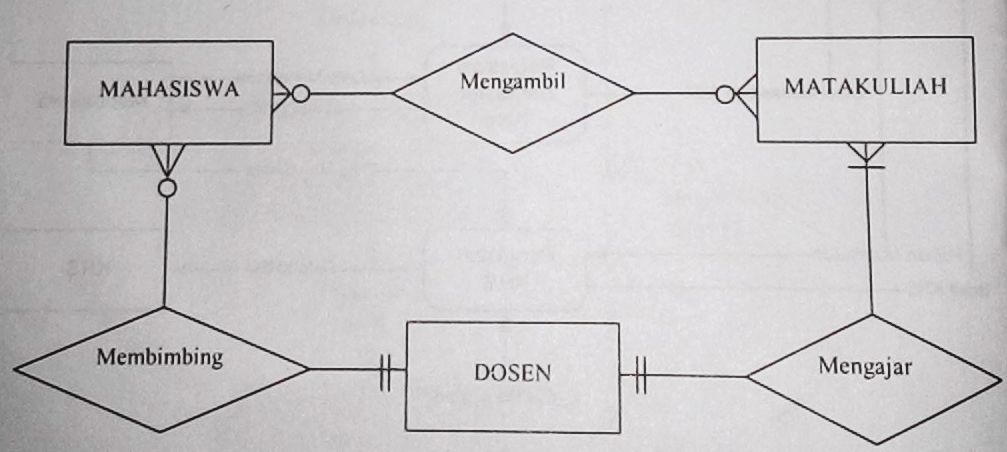 MAHASISWA
Mengambil
MATAKULIAH
Membimbing
DOSEN
Mengajar